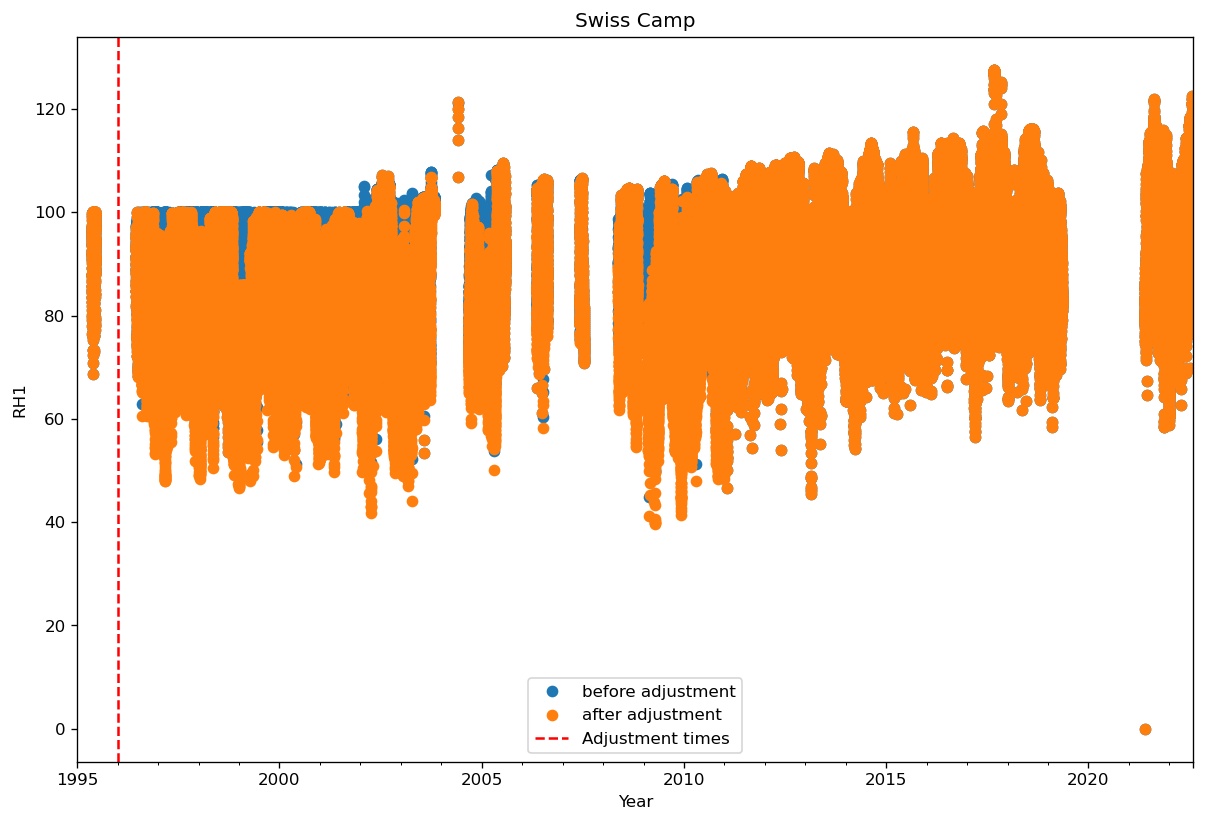 Swiss Camp
RH1
120
100
80
60
40
20
0
before adjustment
after adjustment
Adjustment times
1995 2000 2005 2010 2015 2020
Year